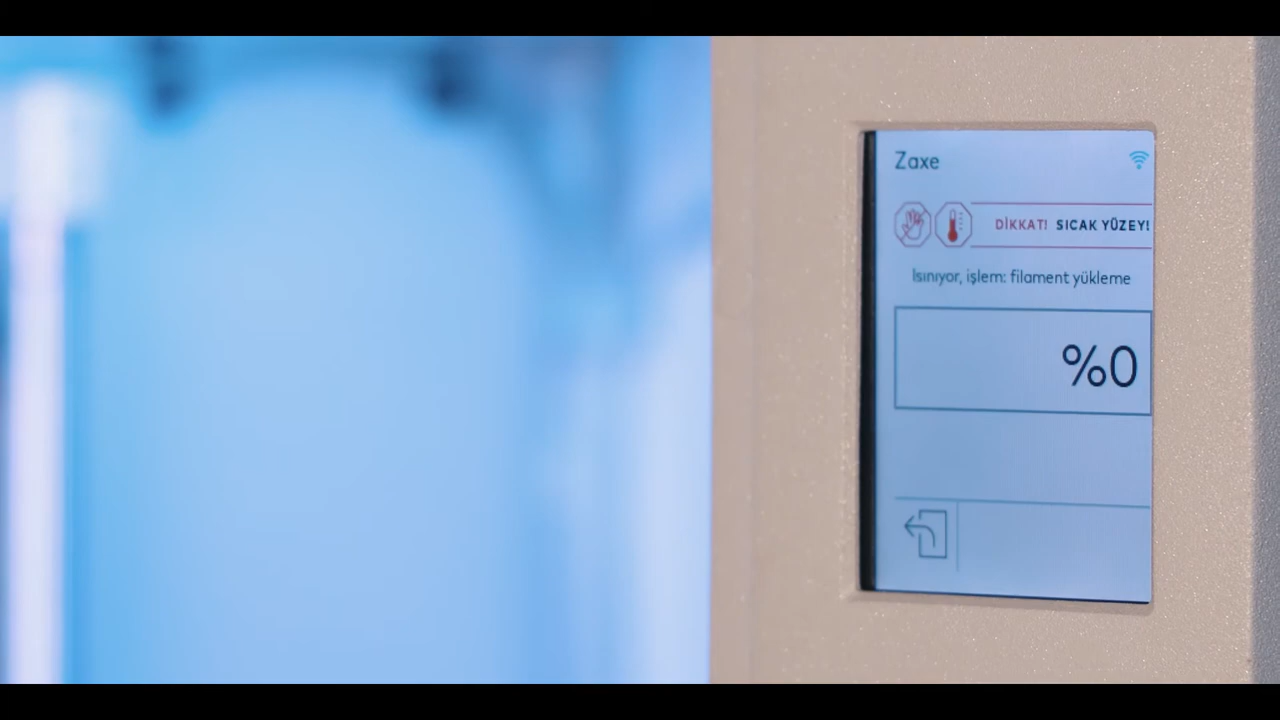 Zaxe
DİKKAT! SICAK YÜZEY!
Isınıyor, işlem: filament yükleme
%0